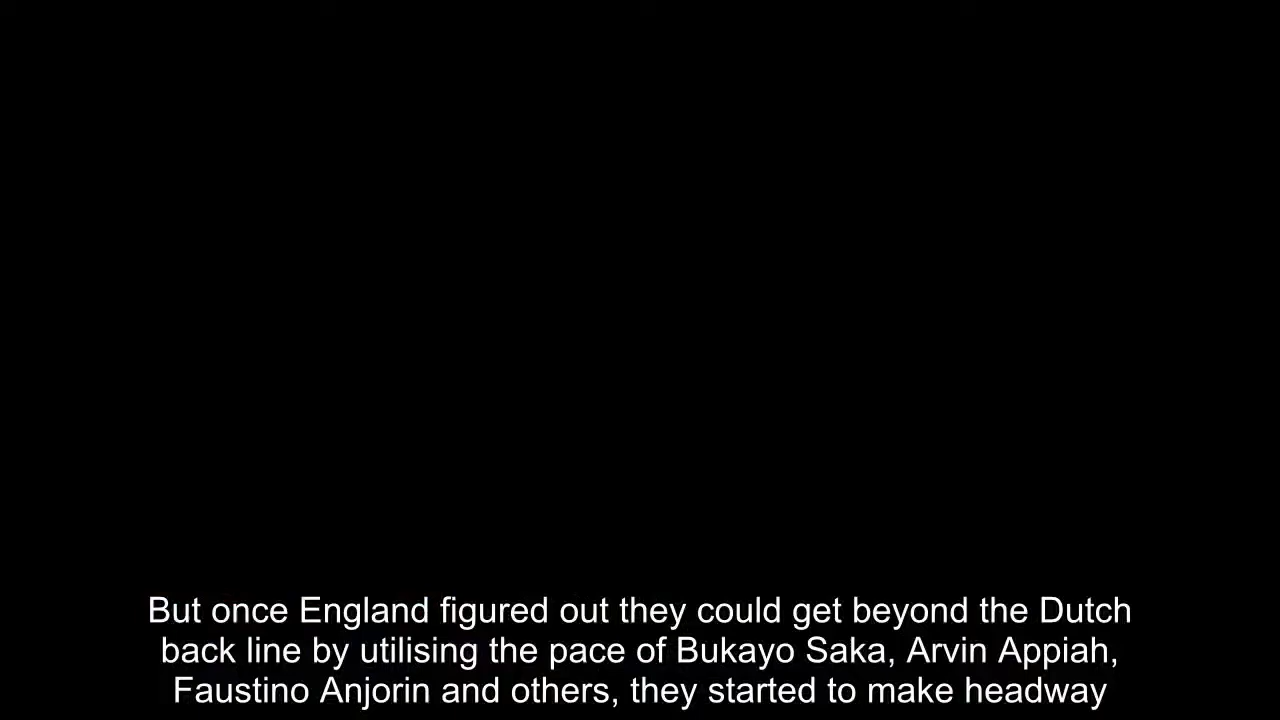 But once England figured out they could get beyond the Dutch
back line by utilising the pace of Bukayo Saka, Arvin Appiah,
Faustino Anjorin and others, they started to make headway